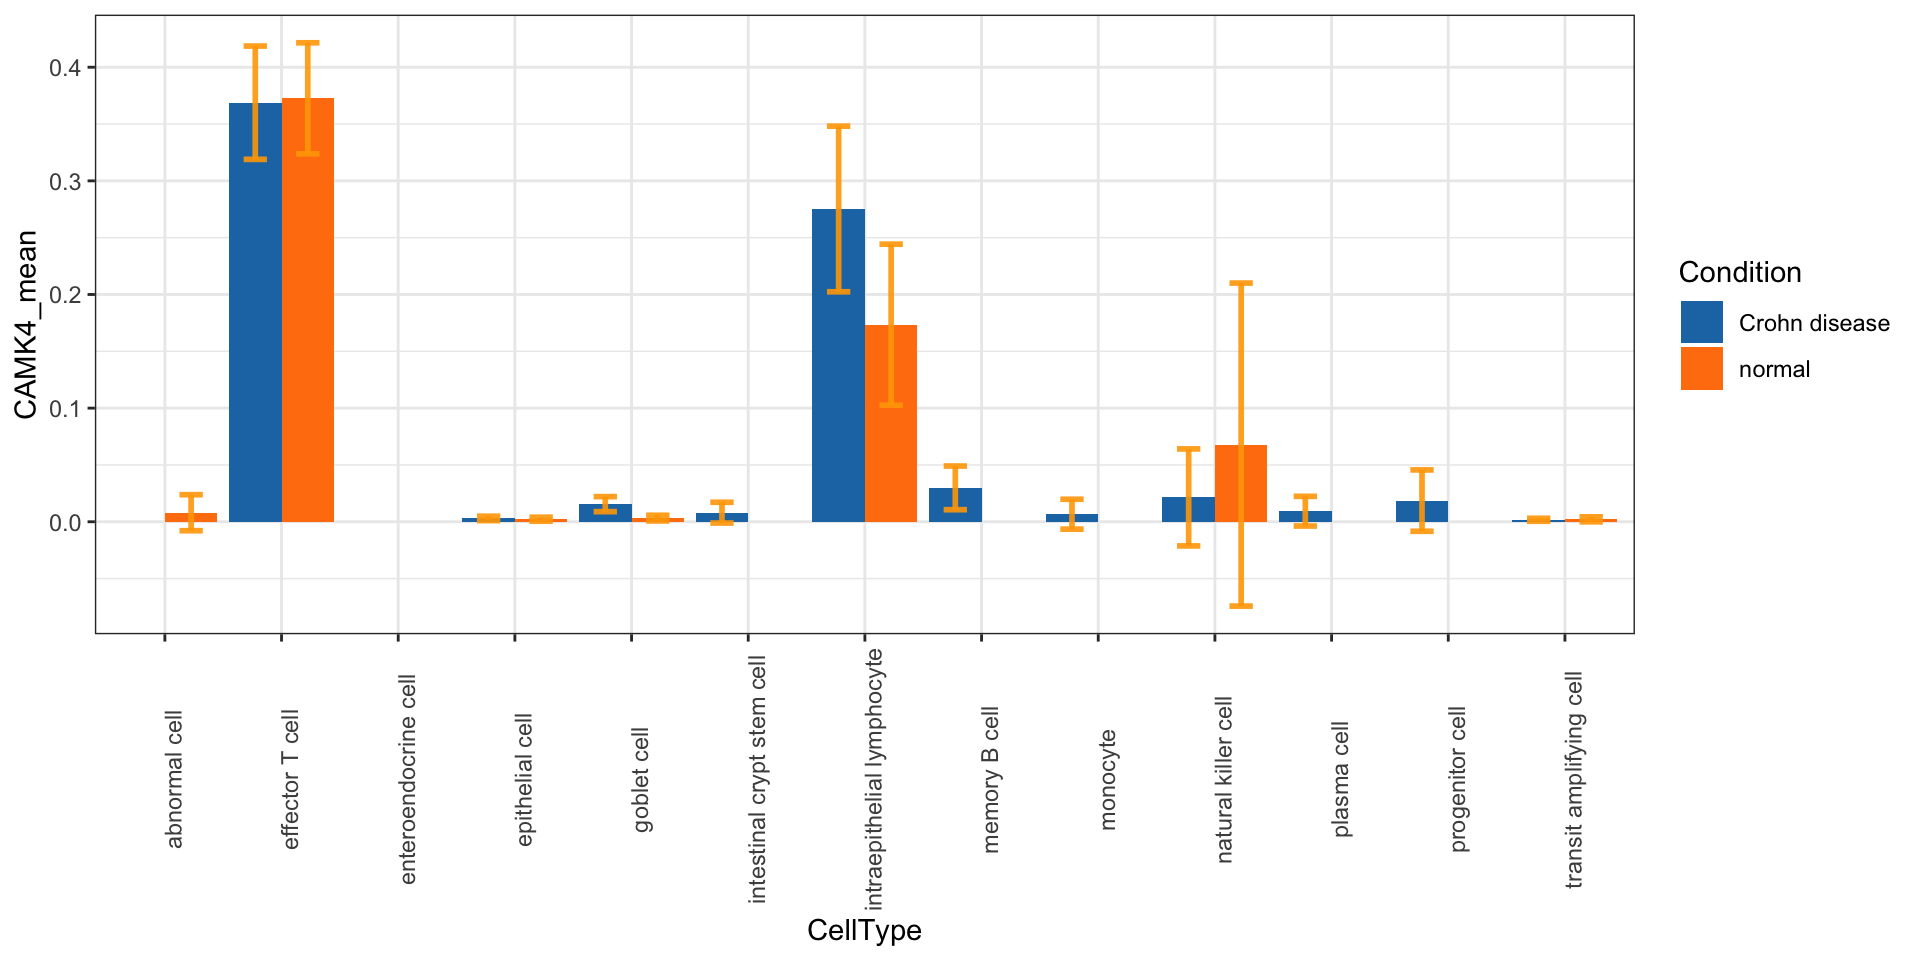 CAMK4_mean
0.4
0.3
0.2
0.1
0.0
abnormal cell
effector T cell
enteroendocrine cell
epithelial cell
goblet cell
intestinal crypt stem cell
intraepithelial lymphocyte
memory B cell
monocyte
natural killer cell
plasma cell
progenitor cell
transit amplifying cell
CellType
Condition
Crohn disease
normal